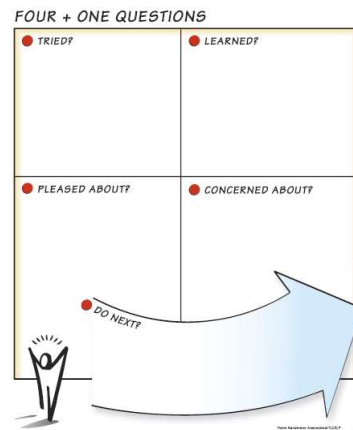 FOUR + ONE QUESTIONS
TRIED?
LEARNED?
PLEASED ABOUT?
CONCERNED ABOUT?
DO NEXT?